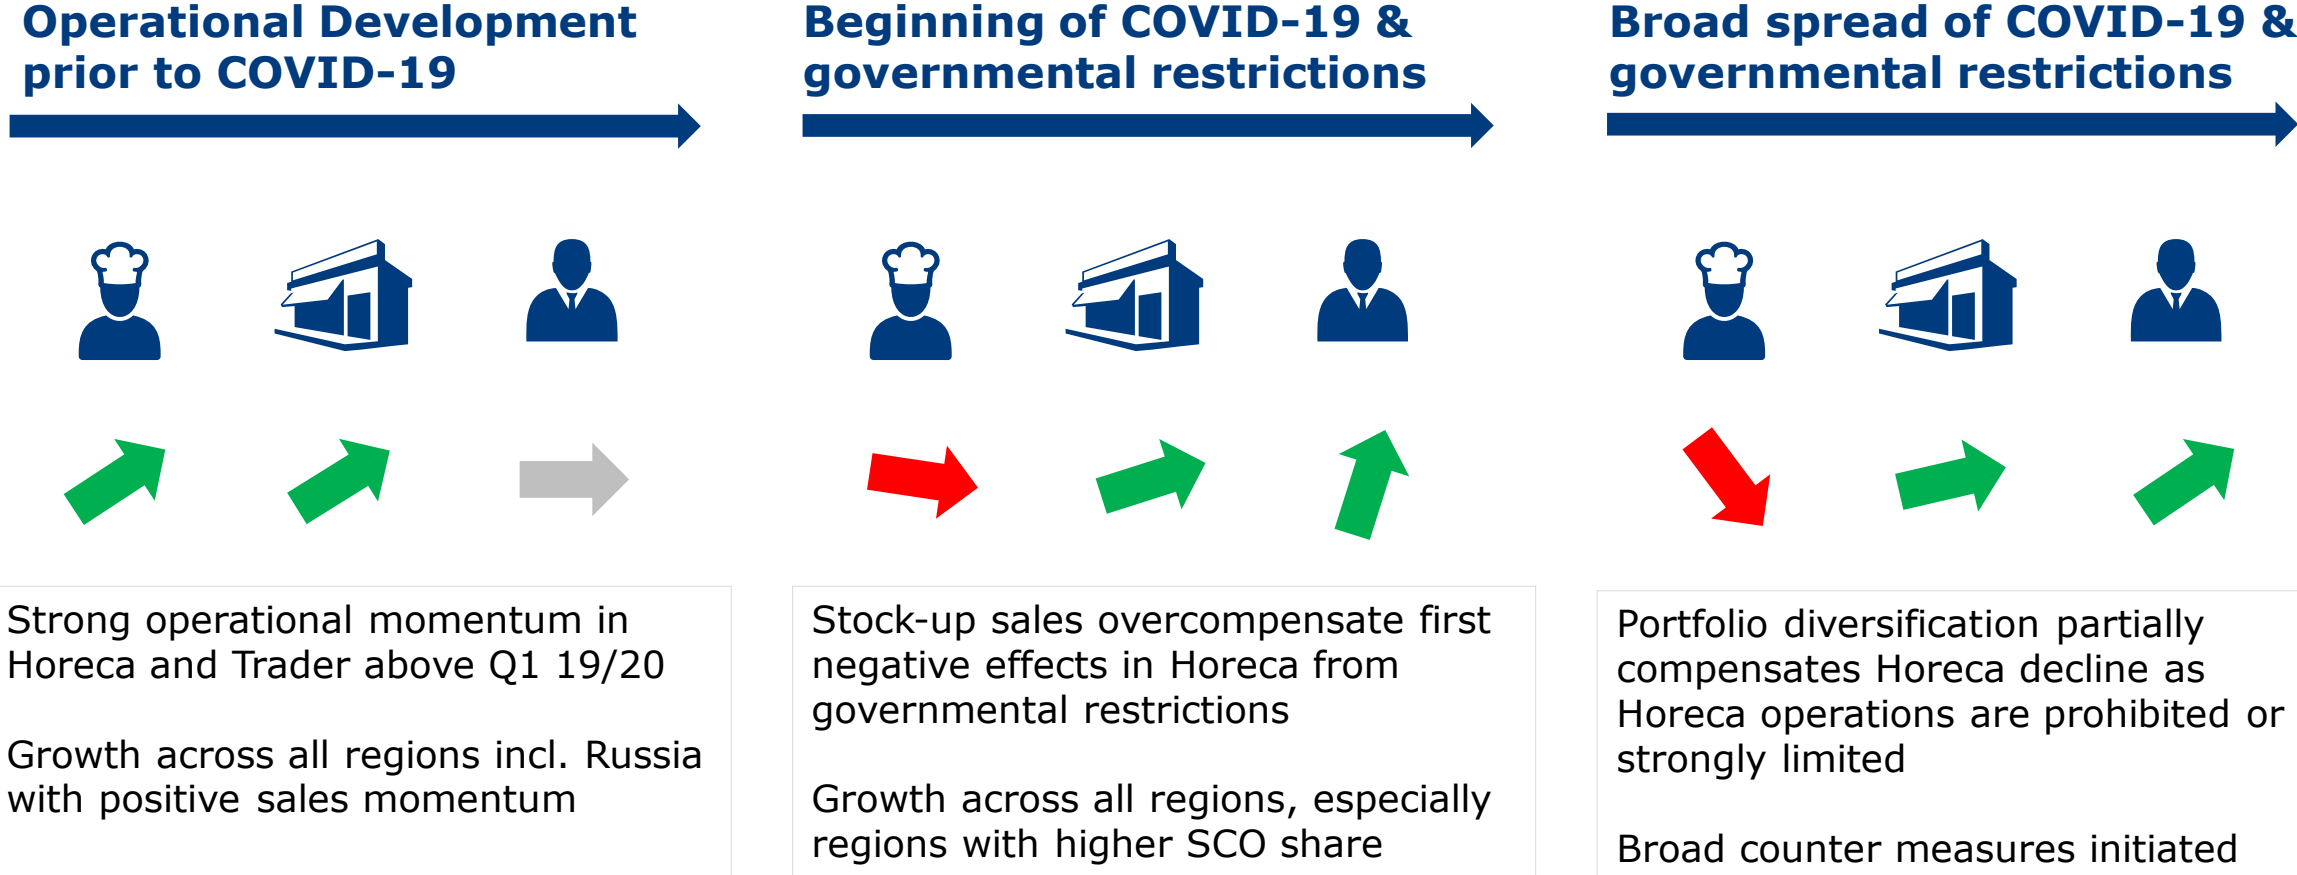 Operational Development
prior to COVID-19
Beginning of COVID-19 &
governmental restrictions
Broad spread of COVID-19 &
governmental restrictions
Strong operational momentum in
Horeca and Trader above Q1 19/20
Growth across all regions incl. Russia
with positive sales momentum
Stock-up sales overcompensate first
negative effects in Horeca from
governmental restrictions
Growth across all regions, especially
regions with higher SCO share
Portfolio diversification partially
compensates Horeca decline as
Horeca operations are prohibited or
strongly limited
Broad counter measures initiated